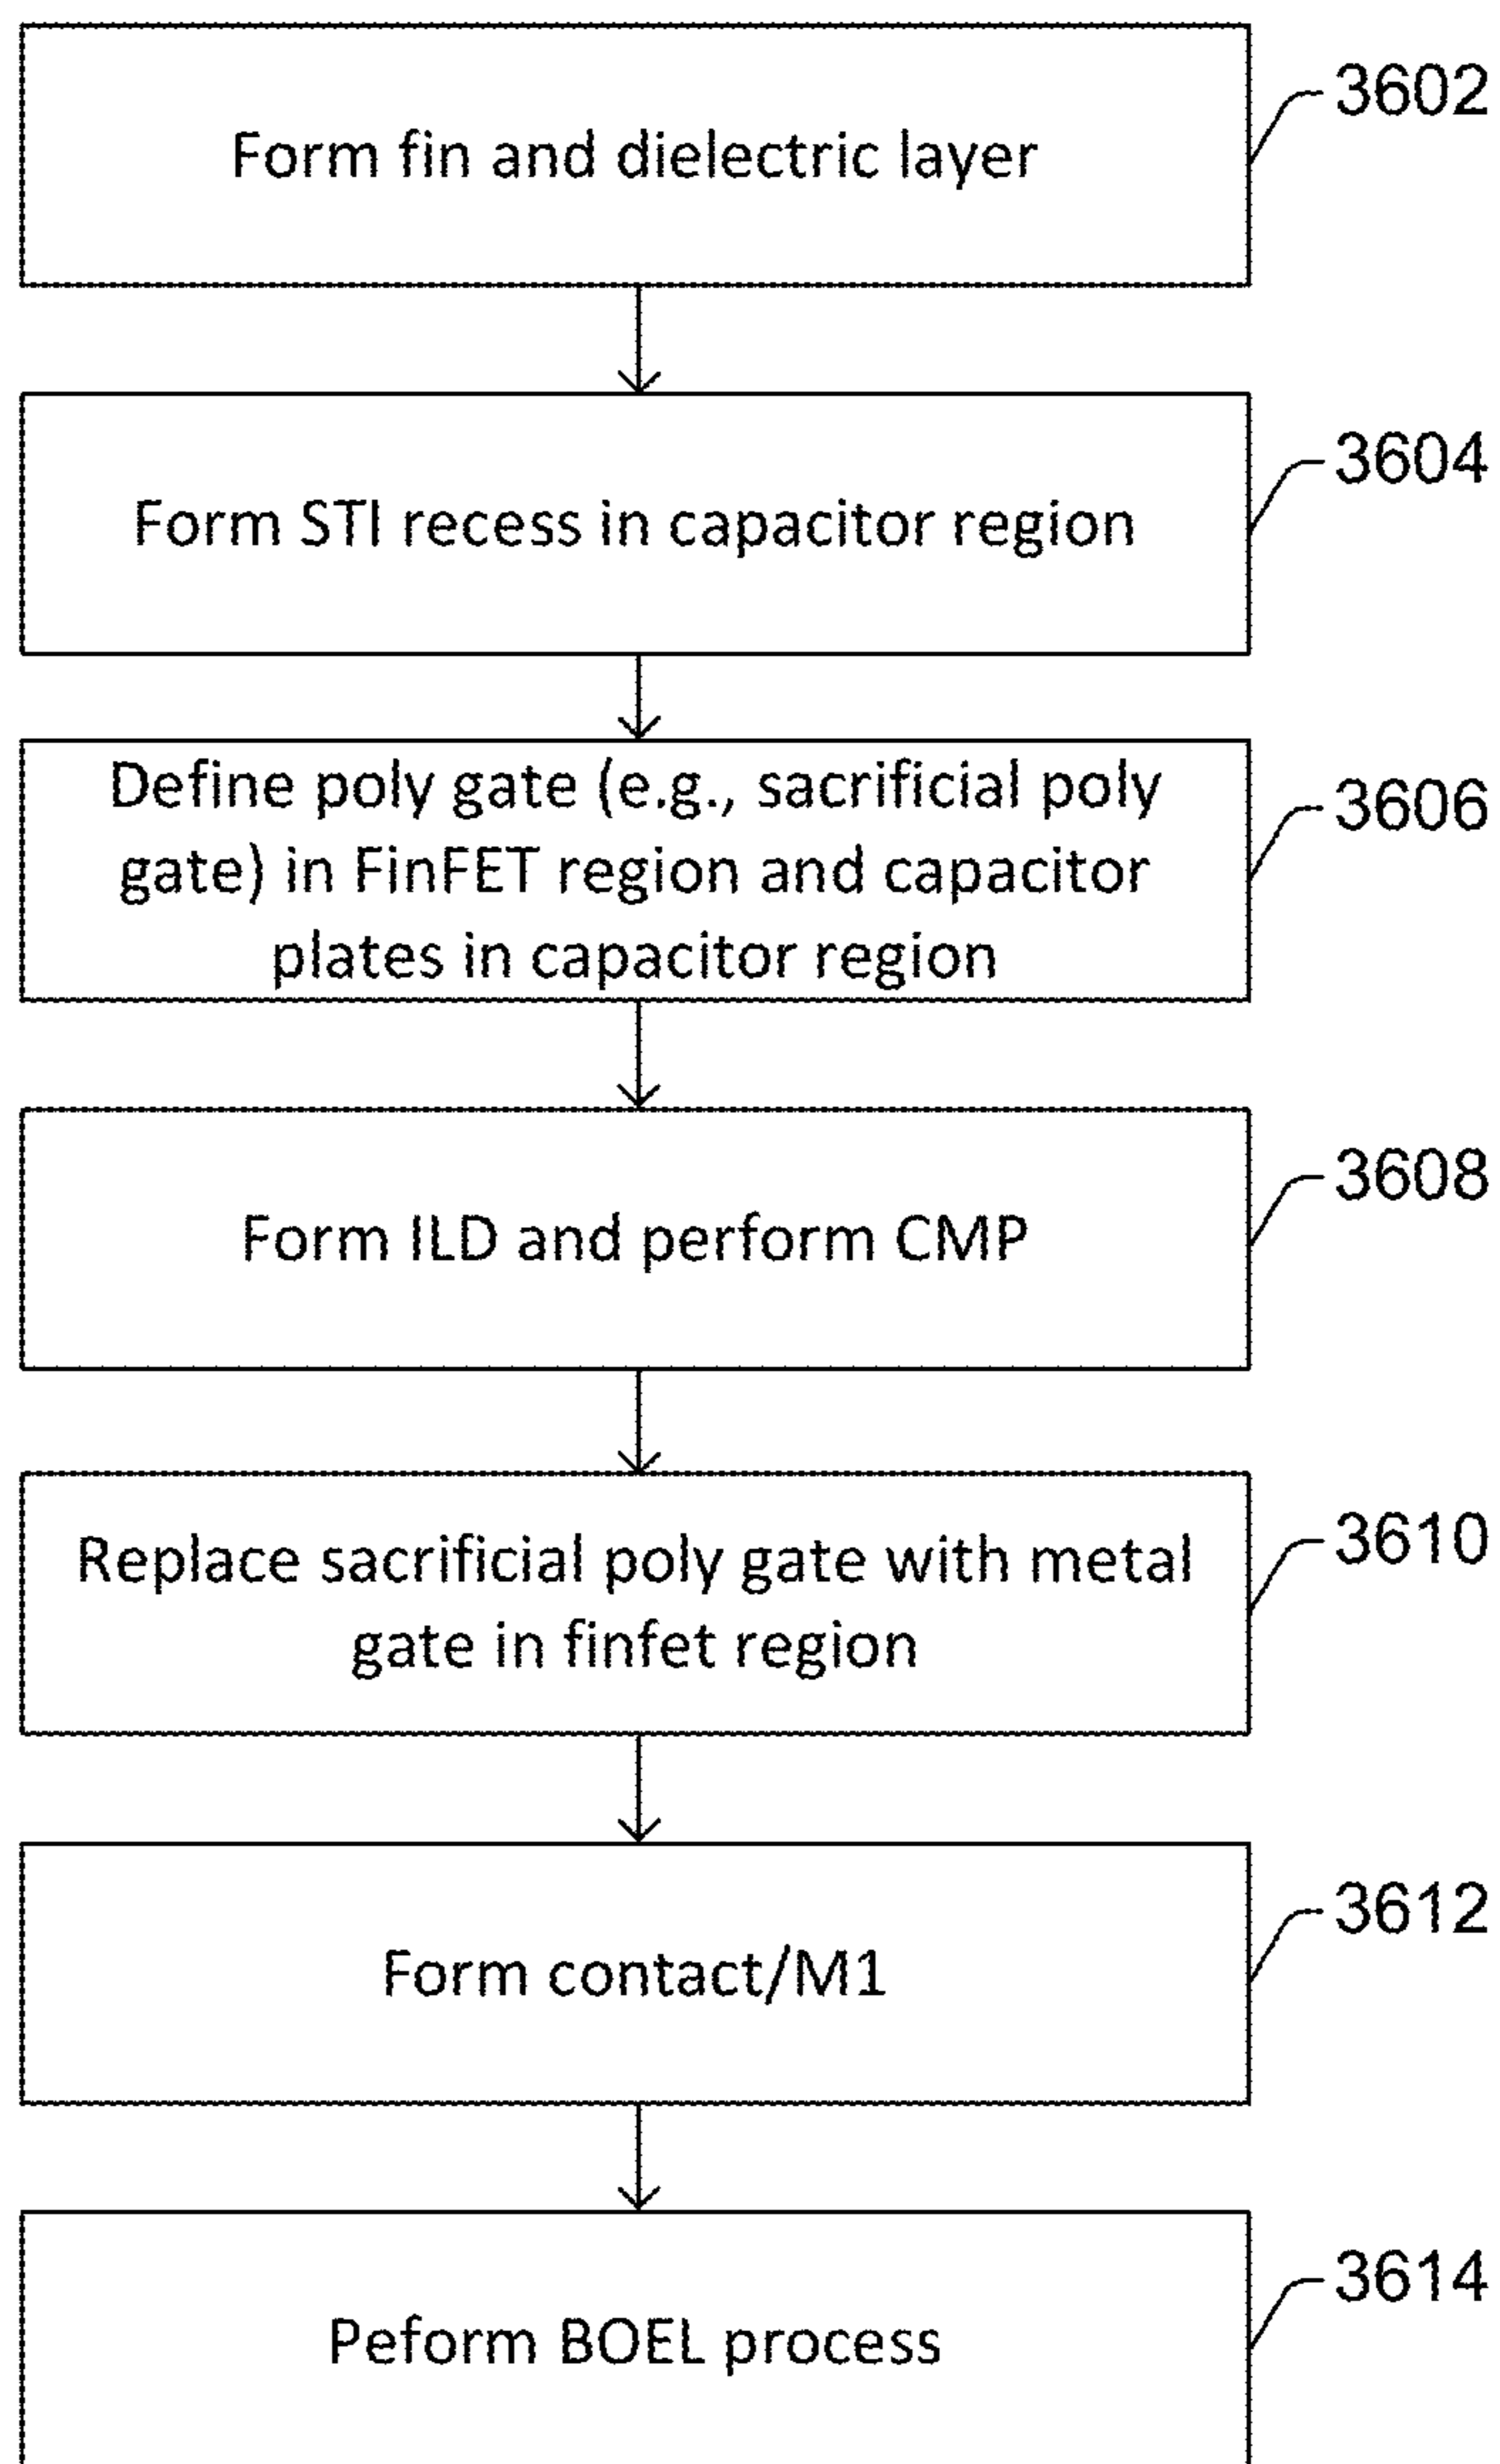 Form fin and dielectric layer
3602
Form STI recess in capacitor region
3604
Define poly gate (e.g., sacrificial poly
gate) in FinFET region and capacitor
plates in capacitor region
3606
Form ILD and perform CMP
3608
Replace sacrificial poly gate with metal
gate in finfet region
3610
Form contact/M1
3612
Peform BOEL process
3614